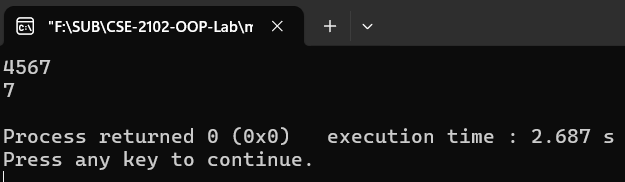 "F:\SUB\CSE-2102-OOP-Lab\m
4567
7
Process returned 0 (0x0)   execution time : 2.687 s
Press any key to continue.